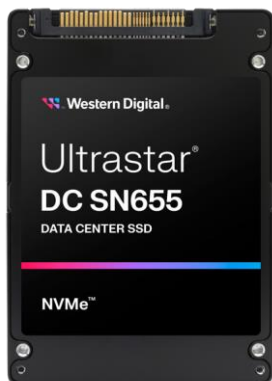 Western Digital®
Ultrastar®
DC SN655
DATA CENTER SSD
NVMe™